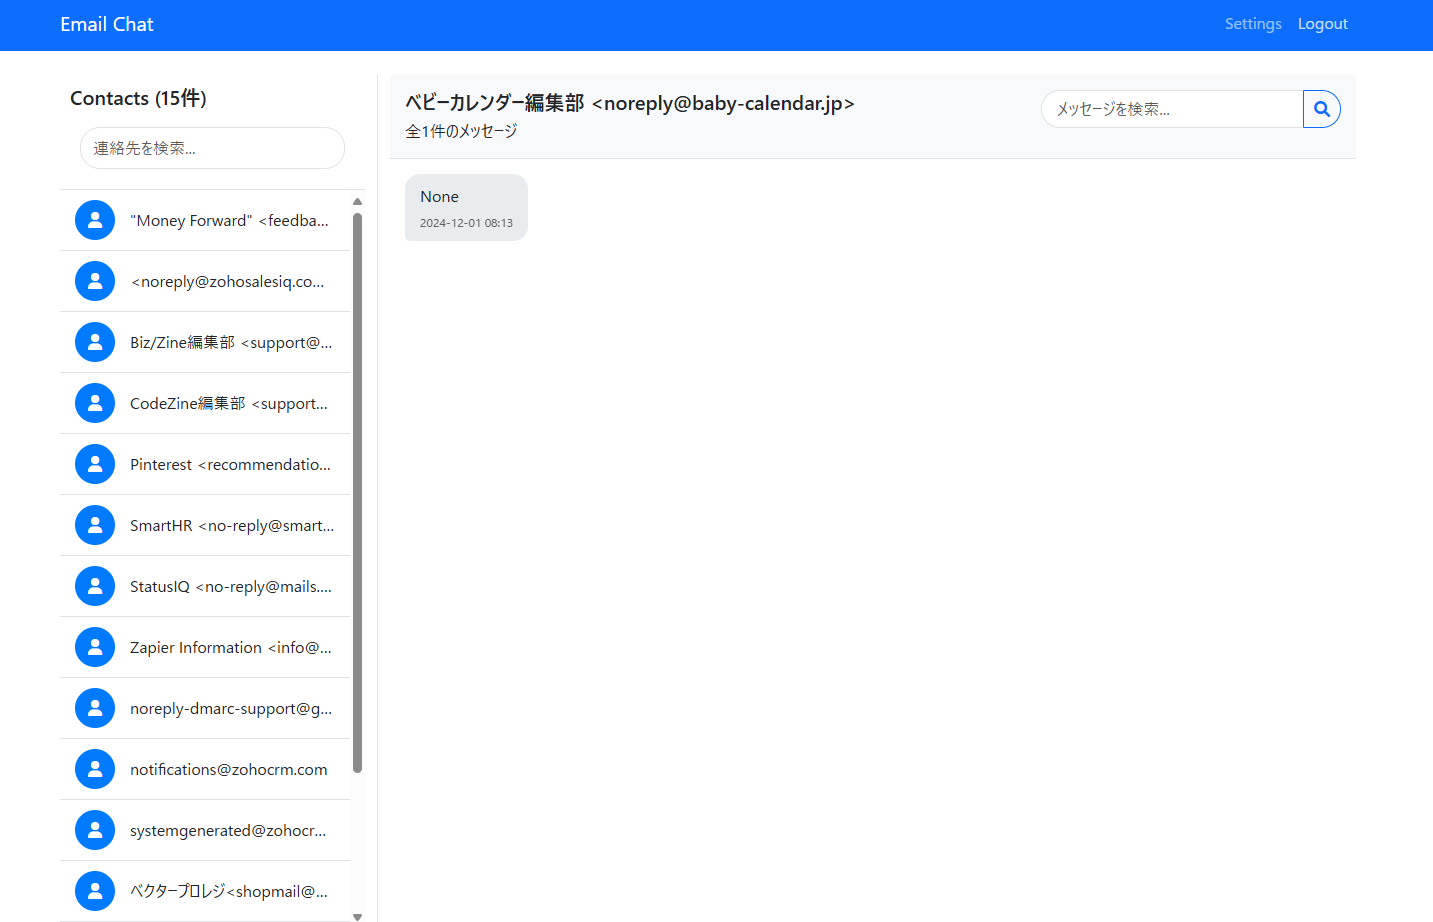 Email Chat
Settings
Logout
Contacts (15件)
連絡先を検索...
"Money Forward" <feedba...
<noreply@zohosalesiq.co...
Biz/Zine編集部 <support@...
CodeZine編集部 <support...
Pinterest <recommendatio...
SmartHR <no-reply@smart...
StatusIQ <no-reply@mails....
Zapier Information <info@...
noreply-dmarc-support@g...
notifications@zohocrm.com
systemgenerated@zohocr...
ベクタープロレジ<shopmail@...
ベビーカレンダー編集部 <noreply@baby-calendar.jp>
全1件のメッセージ
メッセージを検索...
None
2024-12-01 08:13